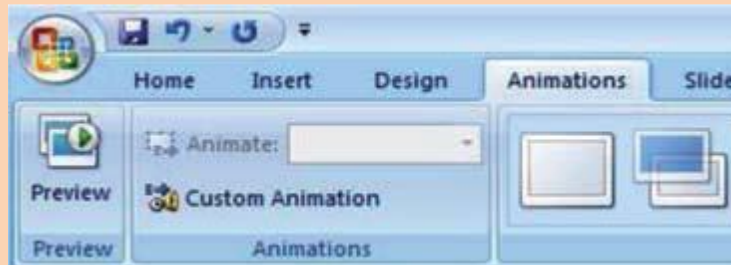 Home Insert Design Animations Slide
Animate:
Preview Custom Animation
Preview Animations